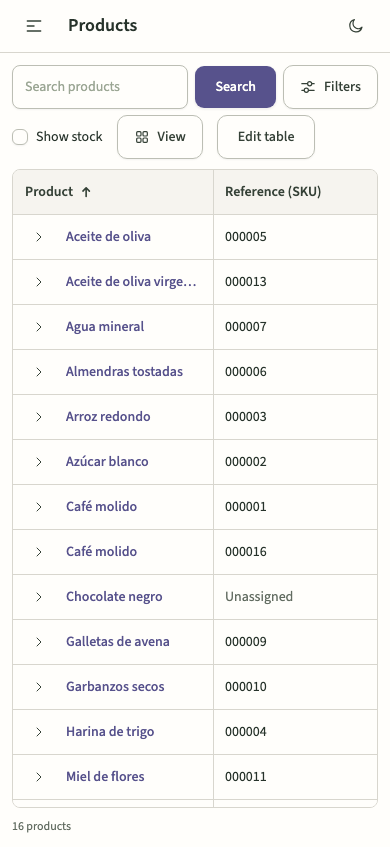 Products
Search products
Search
Filters
Show stock
View
Edit table
Product
Reference (SKU)
Aceite de oliva
000005
Aceite de oliva virge…
000013
Agua mineral
000007
Almendras tostadas
000006
Arroz redondo
000003
Azúcar blanco
000002
Café molido
000001
Café molido
000016
Chocolate negro
Unassigned
Galletas de avena
000009
Garbanzos secos
000010
Harina de trigo
000004
Miel de flores
000011
16 products